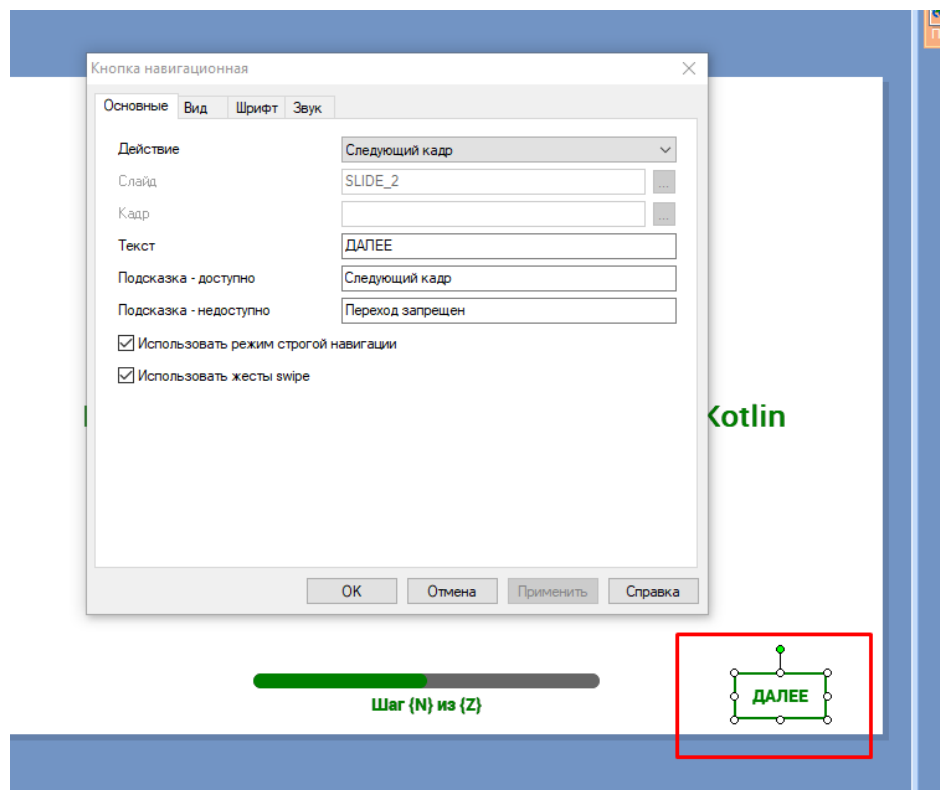 Кнопка навигационная
Основные Вид Шрифт Звук
Действие Следующий кадр
Слайд SLIDE_2 ...
Кадр ...
Текст ДАЛЕЕ
Подсказка - доступно Следующий кадр
Подсказка - недоступно Переход запрещен
Использовать режим строгой навигации
Использовать жесты swipe
Kotlin
ОК Отмена Применить Справка
Шаг {N} из {Z}
ДАЛЕЕ